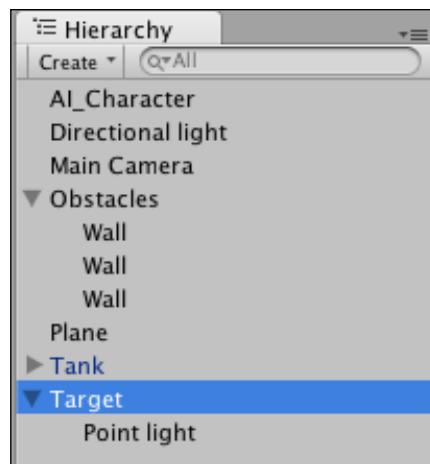 Hierarchy
Create All
AI_Character
Directional light
Main Camera
Obstacles
Wall
Wall
Wall
Plane
Tank
Target
Point light